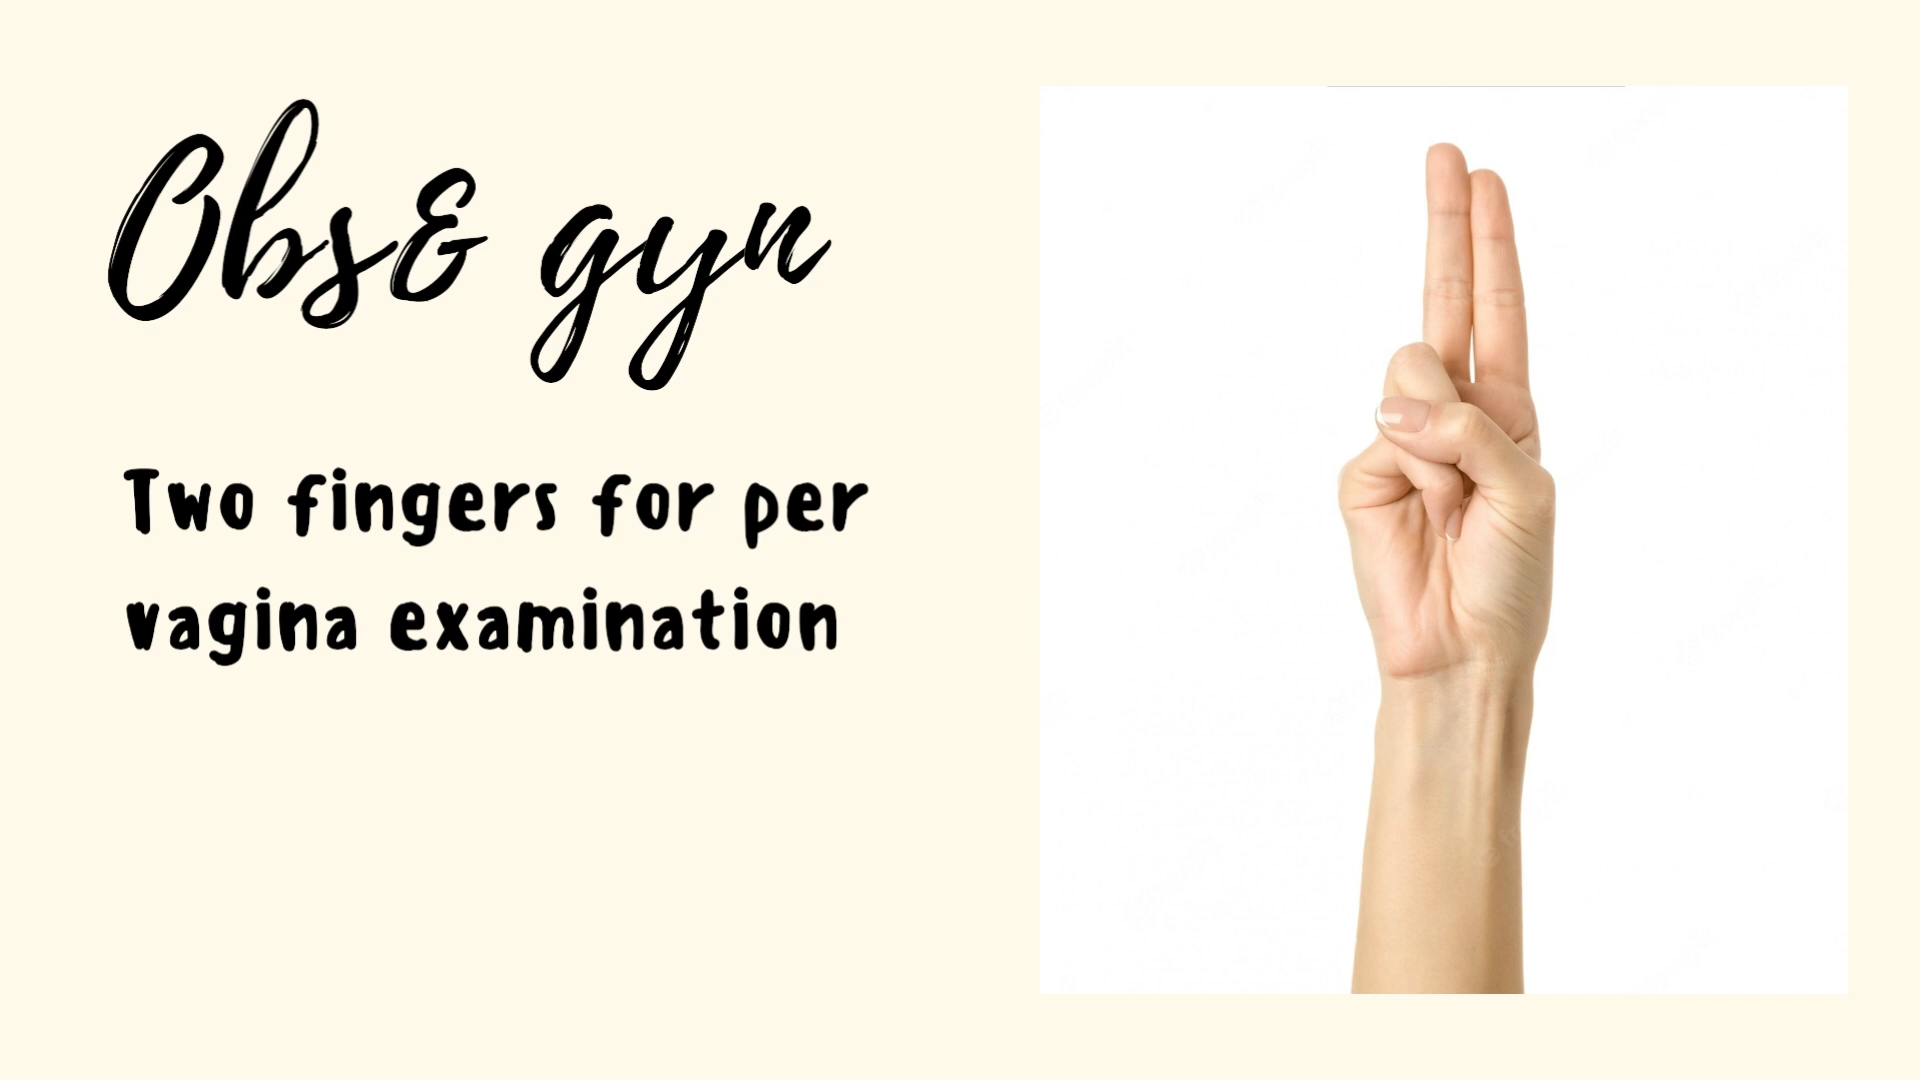 Obs& gyn
Two fingers for per
vagina examination